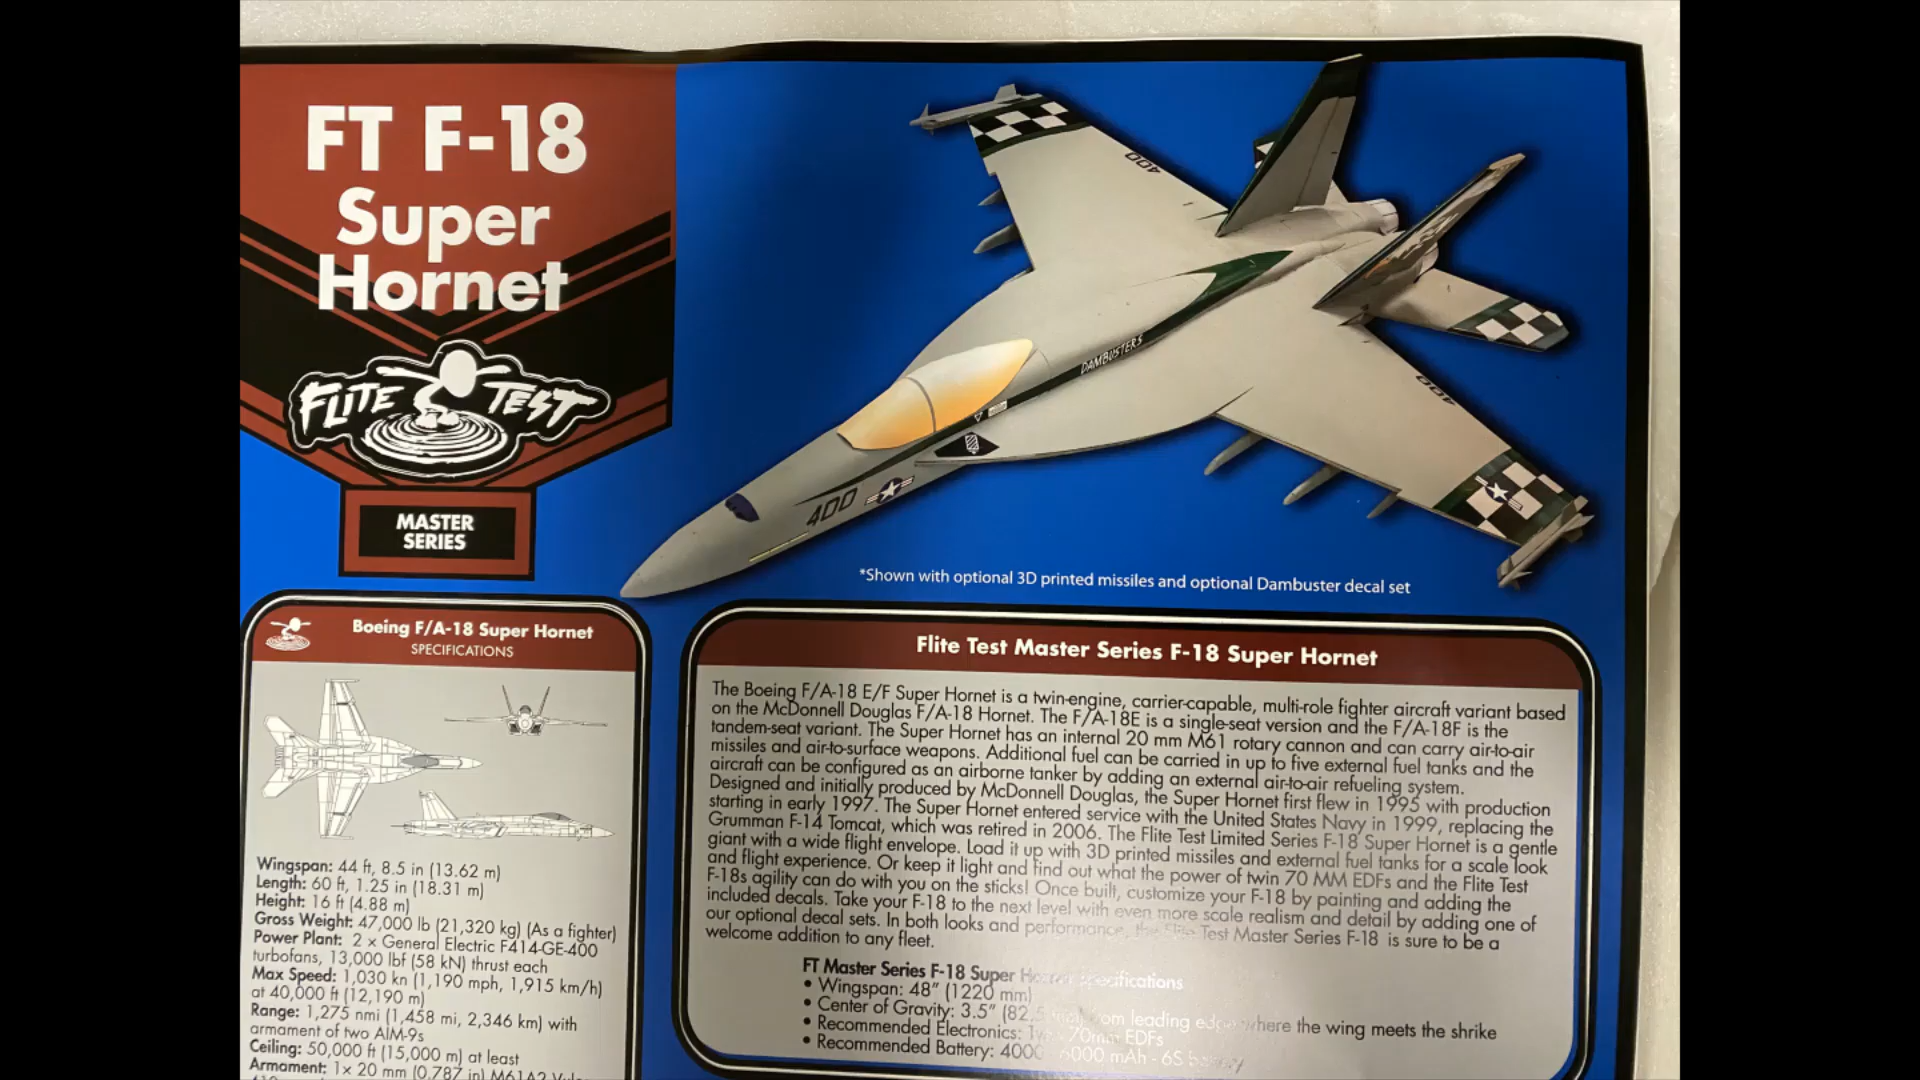 FT F-18
Super
Hornet
FLITE TEST
MASTER
SERIES
400
400
DAMBUSTERS
400
*Shown with optional 3D printed missiles and optional Dambuster decal set
Boeing F/A-18 Super Hornet
SPECIFICATIONS
Wingspan: 44 ft, 8.5 in (13.62 m)
Length: 60 ft, 1.25 in (18.31 m)
Height: 16 ft (4.88 m)
Gross Weight: 47,000 lb (21,320 kg) (As a fighter)
Power Plant: 2 × General Electric F414-GE-400
turbofans, 13,000 lbf (58 kN) thrust each
Max Speed: 1,030 kn (1,190 mph, 1,915 km/h)
at 40,000 ft (12,190 m)
Range: 1,275 nmi (1,458 mi, 2,346 km) with
armament of two AIM-9s
Ceiling: 50,000 ft (15,000 m) at least
Armament: 1× 20 mm (0.787 in) M61A2
Flite Test Master Series F-18 Super Hornet
The Boeing F/A-18 E/F Super Hornet is a twin-engine, carrier-capable, multi-role fighter aircraft variant based
on the McDonnell Douglas F/A-18 Hornet. The F/A-18E is a single-seat version and the F/A-18F is the
tandem-seat variant. The Super Hornet has an internal 20 mm M61 rotary cannon and can carry air-to-air
missiles and air-to-surface weapons. Additional fuel can be carried in up to five external fuel tanks and the
aircraft can be configured as an airborne tanker by adding an external air-to-air refueling system.
Designed and initially produced by McDonnell Douglas, the Super Hornet first flew in 1995 with production
starting in early 1997. The Super Hornet entered service with the United States Navy in 1999, replacing the
Grumman F-14 Tomcat, which was retired in 2006. The Flite Test Limited Series F-18 Super Hornet is a gentle
giant with a wide flight envelope. Load it up with 3D printed missiles and external fuel tanks for a scale look
and flight experience. Or keep it light and find out what the power of twin 70 MM EDFs and the Flite Test
F-18s agility can do with you on the sticks! Once built, customize your F-18 by painting and adding the
included decals. Take your F-18 to the next level with even more scale realism and detail by adding one of
our optional decal sets. In both looks and performance, the Flite Test Master Series F-18 is sure to be a
welcome addition to any fleet.
FT Master Series F-18 Super Hornet Specifications
• Wingspan: 48" (1220 mm)
• Center of Gravity: 3.5" (82.5 from leading edge where the wing meets the shrike
• Recommended Electronics: 70mm EDFs
• Recommended Battery: 4000 - 6000 mAh - 6S battery